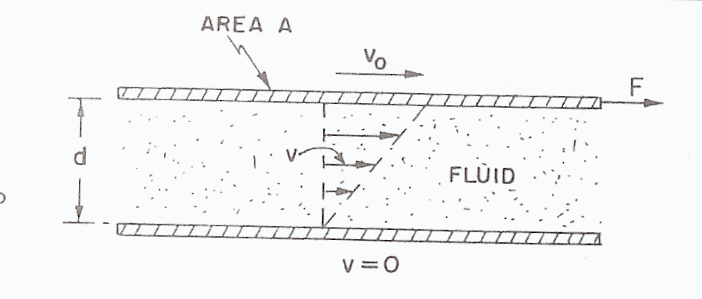 AREA A
v₀
F
d
v
FLUID
v = 0